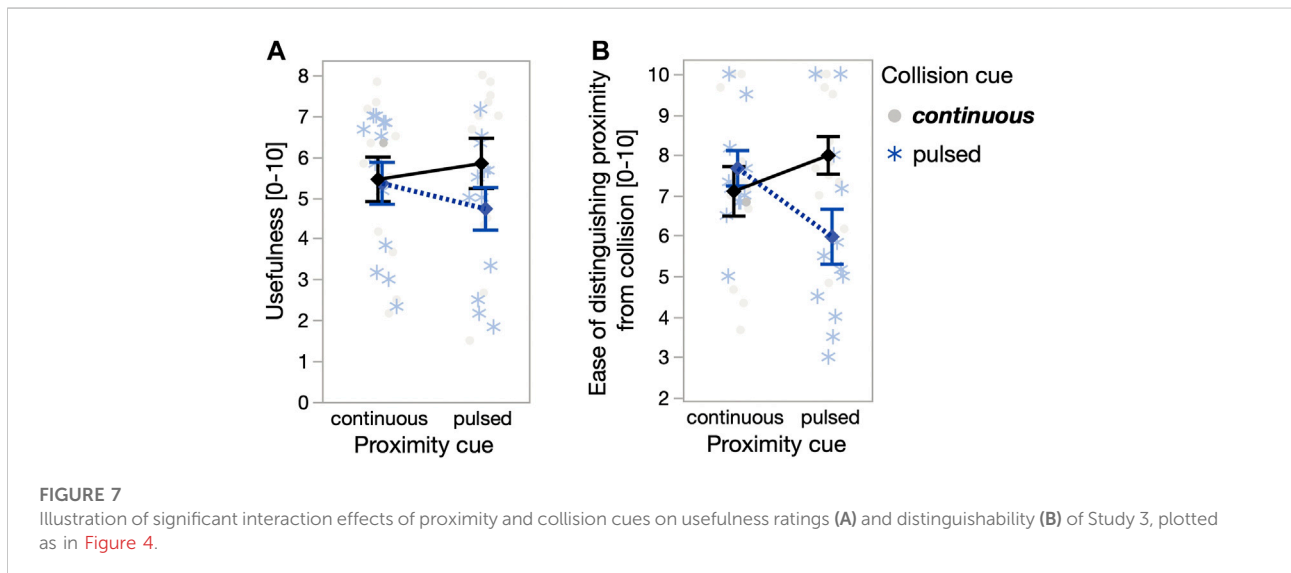 A
Usefulness [0-10]
8
7
6
5
4
3
2
1
0
continuous pulsed
Proximity cue
B
Ease of distinguishing proximity
from collision [0-10]
10
9
8
7
6
5
4
3
2
continuous pulsed
Proximity cue
Collision cue
continuous
pulsed
FIGURE 7
Illustration of significant interaction effects of proximity and collision cues on usefulness ratings (A) and distinguishability (B) of Study 3, plotted
as in Figure 4.